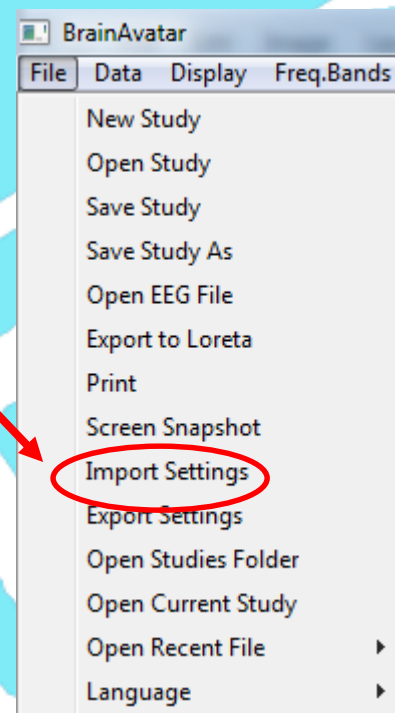 BrainAvatar
File Data Display Freq.Bands
New Study
Open Study
Save Study
Save Study As
Open EEG File
Export to Loreta
Print
Screen Snapshot
Import Settings
Export Settings
Open Studies Folder
Open Current Study
Open Recent File
Language